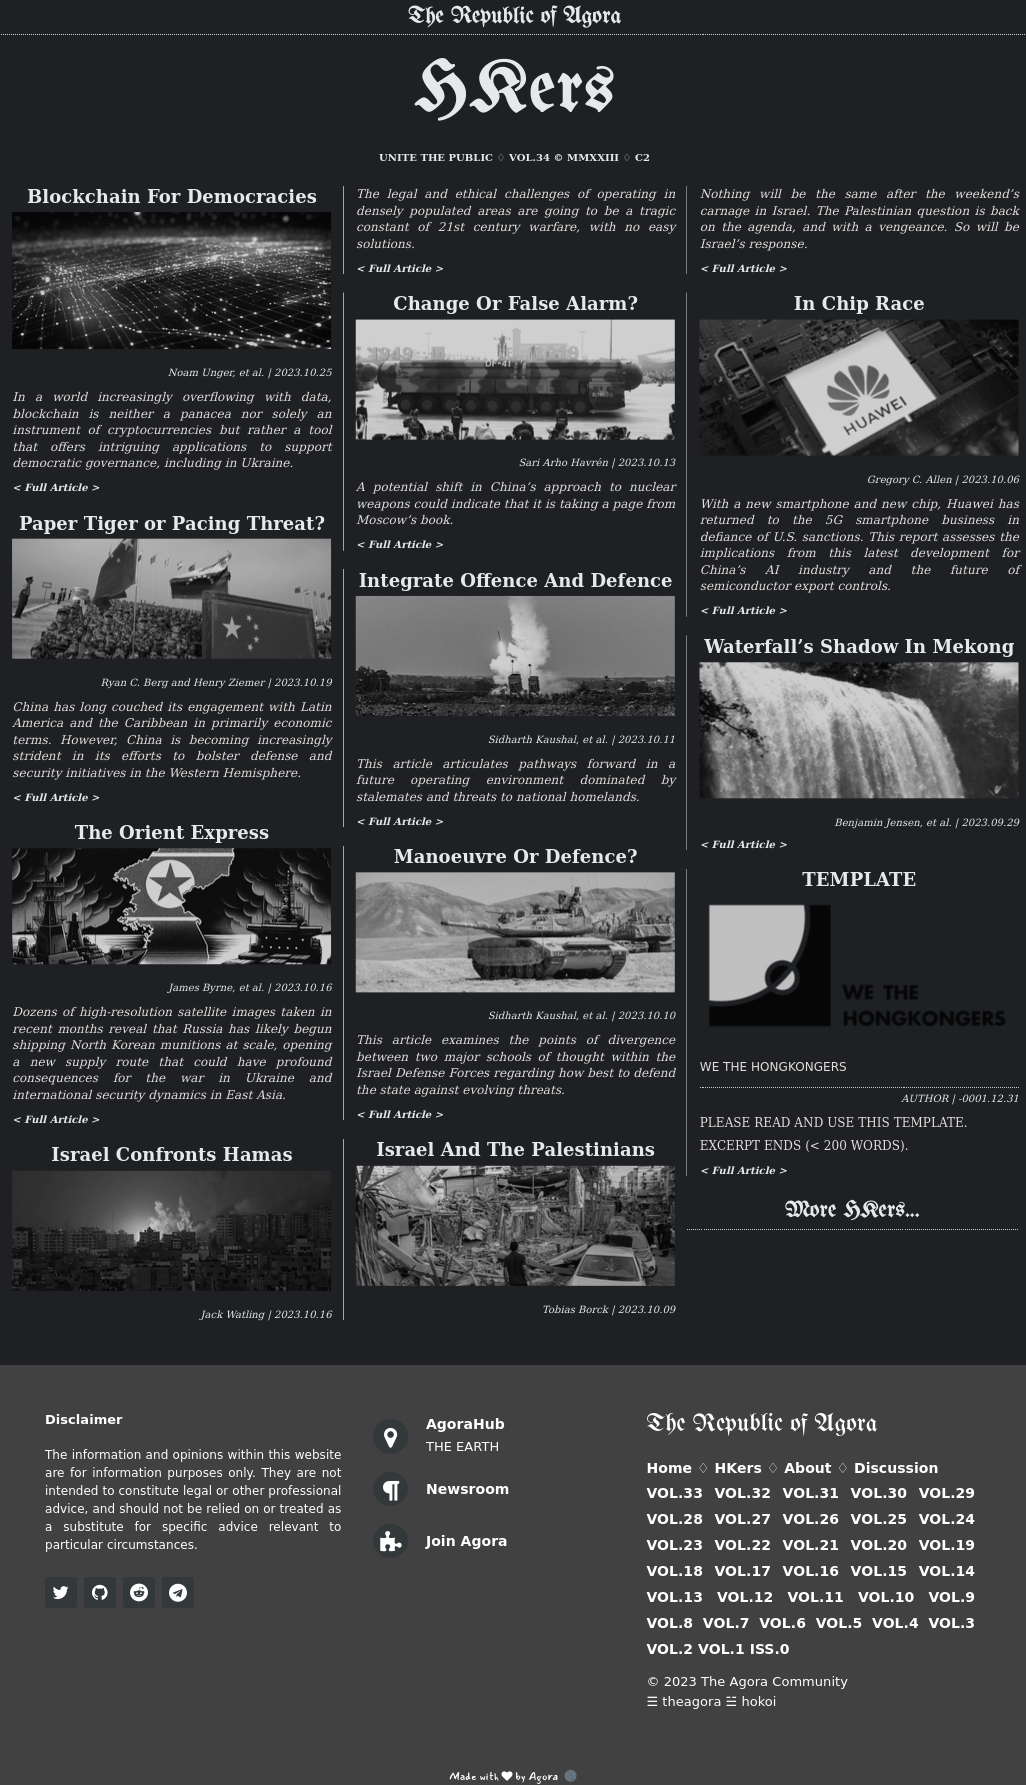 The Republic of Agora
HKers
UNITE THE PUBLIC ♢ VOL.34 © MMXXIII ♢ C2
Blockchain For Democracies
Noam Unger, et al. | 2023.10.25
In a world increasingly overflowing with data,
blockchain is neither a panacea nor solely an
instrument of cryptocurrencies but rather a tool
that offers intriguing applications to support
democratic governance, including in Ukraine.
< Full Article >
Paper Tiger or Pacing Threat?
Ryan C. Berg and Henry Ziemer | 2023.10.19
China has long couched its engagement with Latin
America and the Caribbean in primarily economic
terms. However, China is becoming increasingly
strident in its efforts to bolster defense and
security initiatives in the Western Hemisphere.
< Full Article >
The Orient Express
James Byrne, et al. | 2023.10.16
Dozens of high-resolution satellite images taken in
recent months reveal that Russia has likely begun
shipping North Korean munitions at scale, opening
a new supply route that could have profound
consequences for the war in Ukraine and
international security dynamics in East Asia.
< Full Article >
Israel Confronts Hamas
Jack Watling | 2023.10.16
The legal and ethical challenges of operating in
densely populated areas are going to be a tragic
constant of 21st century warfare, with no easy
solutions.
< Full Article >
Change Or False Alarm?
1949
DF-41
Sari Arho Havrén | 2023.10.13
A potential shift in China’s approach to nuclear
weapons could indicate that it is taking a page from
Moscow’s book.
< Full Article >
Integrate Offence And Defence
Sidharth Kaushal, et al. | 2023.10.11
This article articulates pathways forward in a
future operating environment dominated by
stalemates and threats to national homelands.
< Full Article >
Manoeuvre Or Defence?
Sidharth Kaushal, et al. | 2023.10.10
This article examines the points of divergence
between two major schools of thought within the
Israel Defense Forces regarding how best to defend
the state against evolving threats.
< Full Article >
Israel And The Palestinians
Tobias Borck | 2023.10.09
Nothing will be the same after the weekend’s
carnage in Israel. The Palestinian question is back
on the agenda, and with a vengeance. So will be
Israel’s response.
< Full Article >
In Chip Race
HUAWEI
Gregory C. Allen | 2023.10.06
With a new smartphone and new chip, Huawei has
returned to the 5G smartphone business in
defiance of U.S. sanctions. This report assesses the
implications from this latest development for
China’s AI industry and the future of
semiconductor export controls.
< Full Article >
Waterfall’s Shadow In Mekong
Benjamin Jensen, et al. | 2023.09.29
< Full Article >
TEMPLATE
WE THE
HONGKONGERS
WE THE HONGKONGERS
AUTHOR | -0001.12.31
PLEASE READ AND USE THIS TEMPLATE.
EXCERPT ENDS (< 200 WORDS).
< Full Article >
More HKers...
Disclaimer
The information and opinions within this website
are for information purposes only. They are not
intended to constitute legal or other professional
advice, and should not be relied on or treated as
a substitute for specific advice relevant to
particular circumstances.
AgoraHub
THE EARTH
Newsroom
Join Agora
The Republic of Agora
Home ♢ HKers ♢ About ♢ Discussion
VOL.33 VOL.32 VOL.31 VOL.30 VOL.29
VOL.28 VOL.27 VOL.26 VOL.25 VOL.24
VOL.23 VOL.22 VOL.21 VOL.20 VOL.19
VOL.18 VOL.17 VOL.16 VOL.15 VOL.14
VOL.13 VOL.12 VOL.11 VOL.10 VOL.9
VOL.8 VOL.7 VOL.6 VOL.5 VOL.4 VOL.3
VOL.2 VOL.1 ISS.0
© 2023 The Agora Community
☰ theagora ☱ hokoi
Made with ♥ by Agora